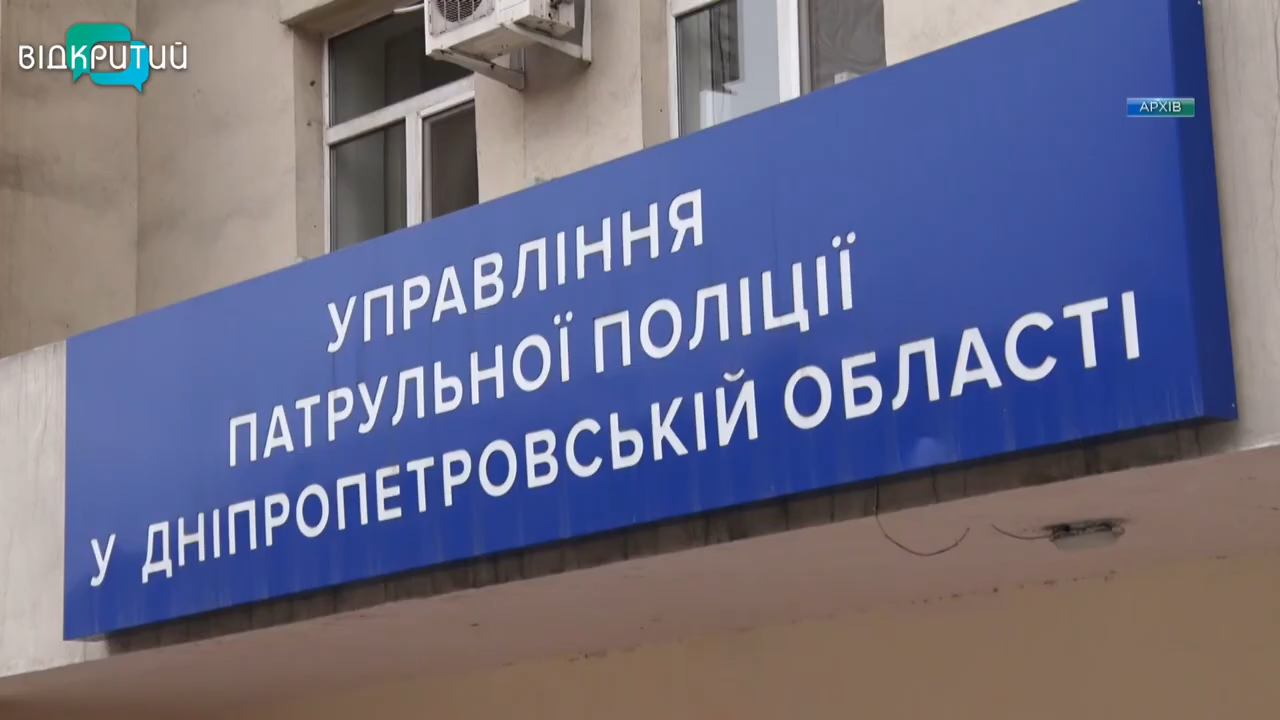 ВІДКРИТИЙ
АРХІВ
УПРАВЛІННЯ
ПАТРУЛЬНОЇ ПОЛІЦІЇ
У ДНІПРОПЕТРОВСЬКІЙ ОБЛАСТІ